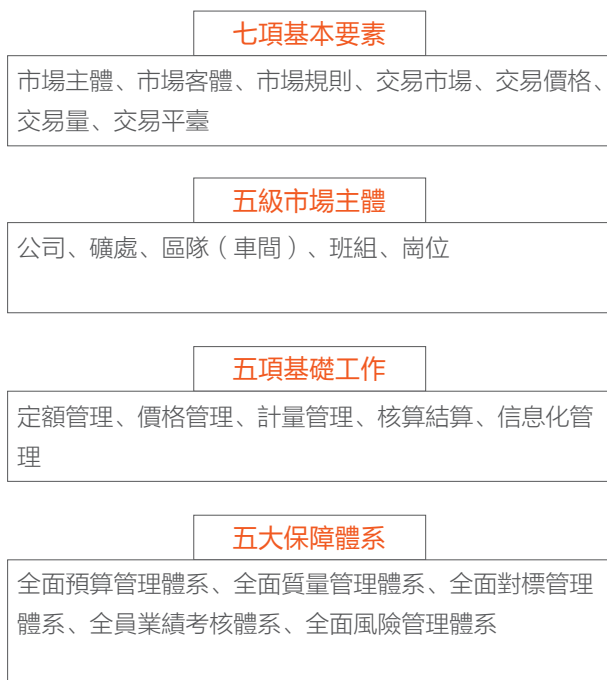 七項基本要素
市場主體、市場客體、市場規則、交易市場、交易價格、
交易量、交易平臺
五級市場主體
公司、礦處、區隊（車間）、班組、崗位
五項基礎工作
定額管理、價格管理、計量管理、核算結算、信息化管
理
五大保障體系
全面預算管理體系、全面質量管理體系、全面對標管理
體系、全員業績考核體系、全面風險管理體系